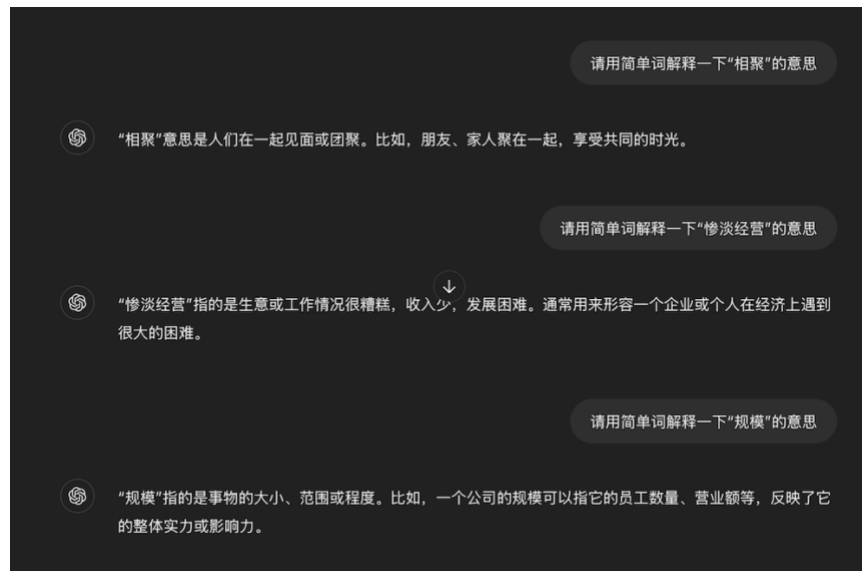 请用简单词解释一下“相聚”的意思
“相聚”意思是人们在一起见面或团聚。比如，朋友、家人聚在一起，享受共同的时光。
请用简单词解释一下“惨淡经营”的意思
“惨淡经营”指的是生意或工作情况很糟糕，收入少，发展困难。通常用来形容一个企业或个人在经济上遇到
很大的困难。
请用简单词解释一下“规模”的意思
“规模”指的是事物的大小、范围或程度。比如，一个公司的规模可以指它的员工数量、营业额等，反映了它
的整体实力或影响力。